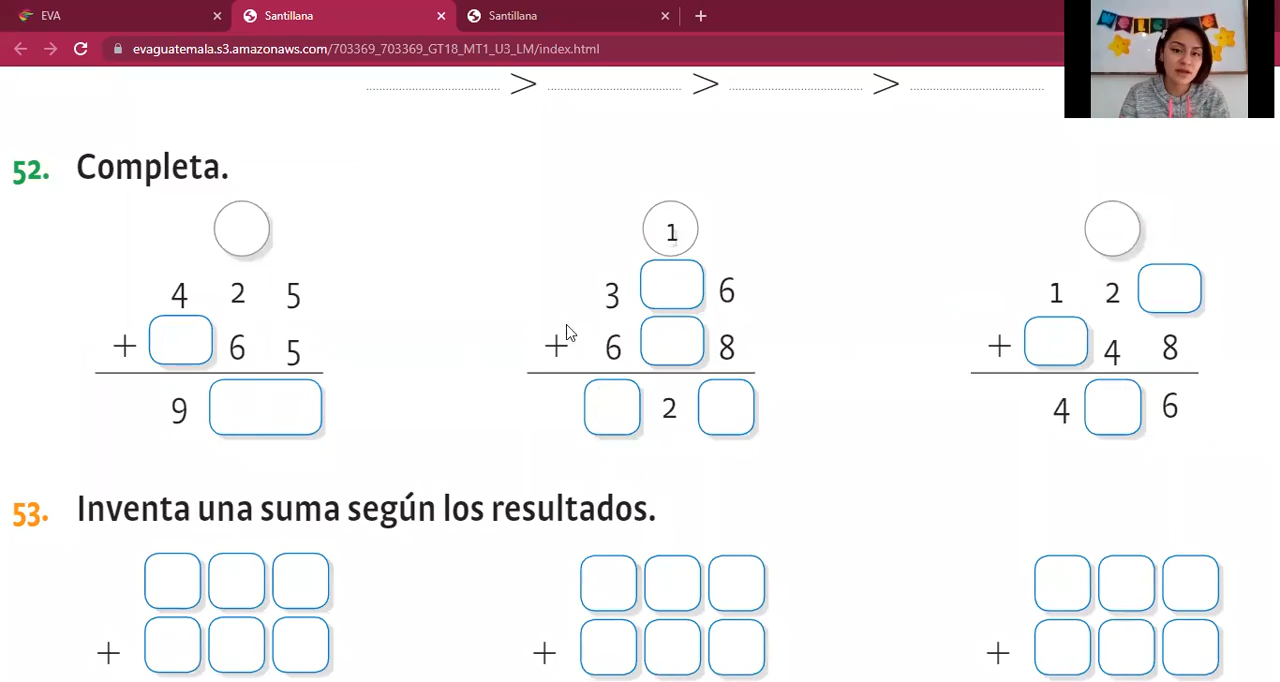 EVA
Santillana
Santillana
evaguatemala.s3.amazonaws.com/703369_703369_GT18_MT1_U3_LM/index.html
> > >
52. Completa.
1
4 2 5
+ 6 5
9
3 6
+ 6 8
2
1 2
+ 4 8
4 6
53. Inventa una suma según los resultados.
+ + +